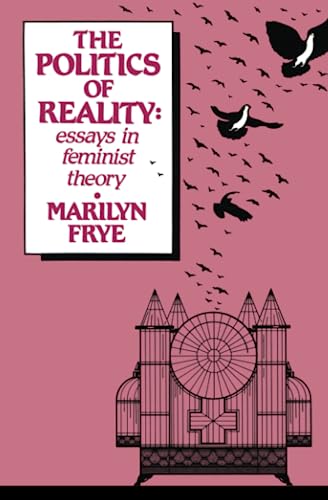 THE
POLITICS
OF
REALITY:
essays in
feminist
theory
•
MARILYN
FRYE